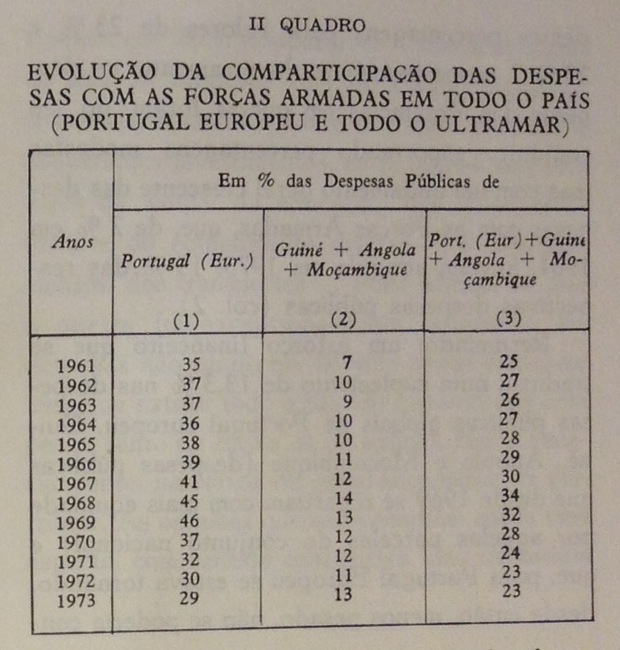 II QUADRO
EVOLUÇÃO DA COMPARTICIPAÇÃO DAS DESPE-
SAS COM AS FORÇAS ARMADAS EM TODO O PAÍS
(PORTUGAL EUROPEU E TODO O ULTRAMAR)
Em % das Despesas Públicas de
Anos
Portugal (Eur.)
Guiné + Angola
+ Moçambique
Port. (Eur)+Guiné
+ Angola + Mo-
çambique
(1) (2) (3)
1961 35 7 25
1962 37 10 27
1963 37 9 26
1964 36 10 27
1965 38 10 28
1966 39 11 29
1967 41 12 30
1968 45 14 34
1969 46 13 32
1970 37 12 28
1971 32 12 24
1972 30 11 23
1973 29 13 23